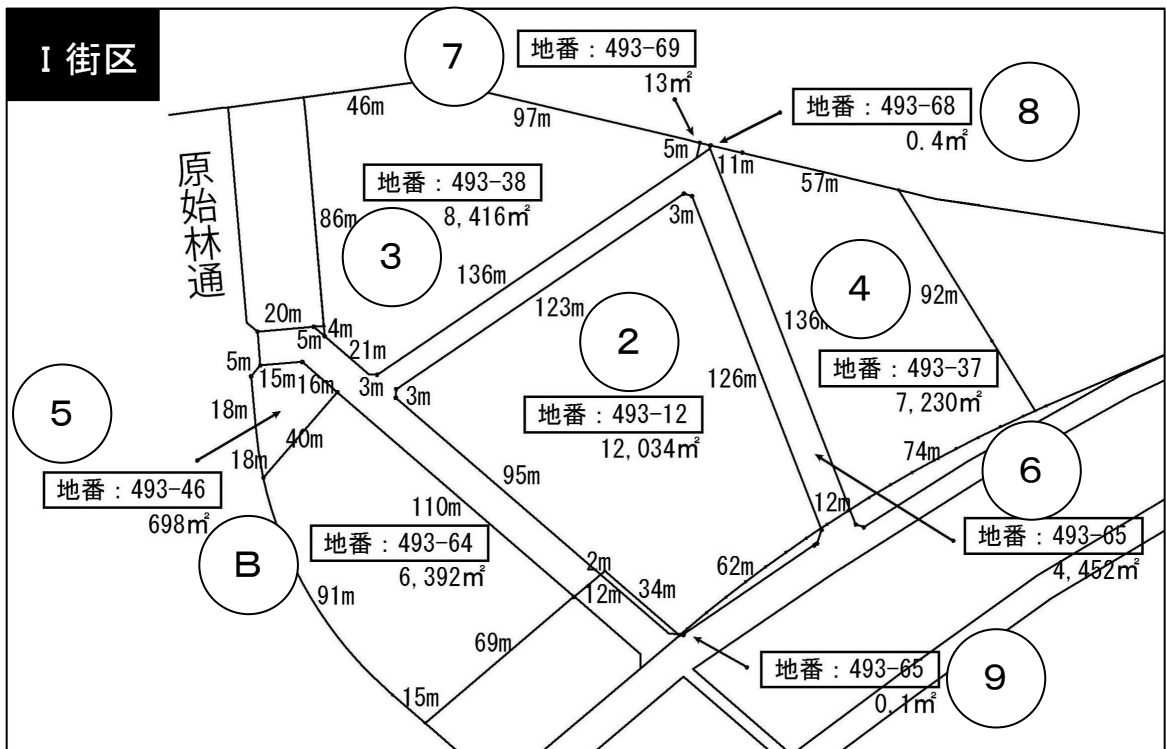 I 街区
7
地番：493-69
13㎡
地番：493-68
0.4㎡
8
46m
97m
5m
11m
57m
原始林通
地番：493-38
8,416㎡
86m
3
3m
4
92m
136m
123m
136m
20m
4m
5m
21m
2
126m
地番：493-37
7,230㎡
5m
15m
16m
3m
3m
5
18m
40m
地番：493-12
12,034㎡
74m
18m
95m
6
地番：493-46
698㎡
110m
12m
地番：493-65
4,452㎡
B
地番：493-64
6,392㎡
2m
62m
91m
12m
34m
69m
地番：493-65
0.1㎡
9
15m